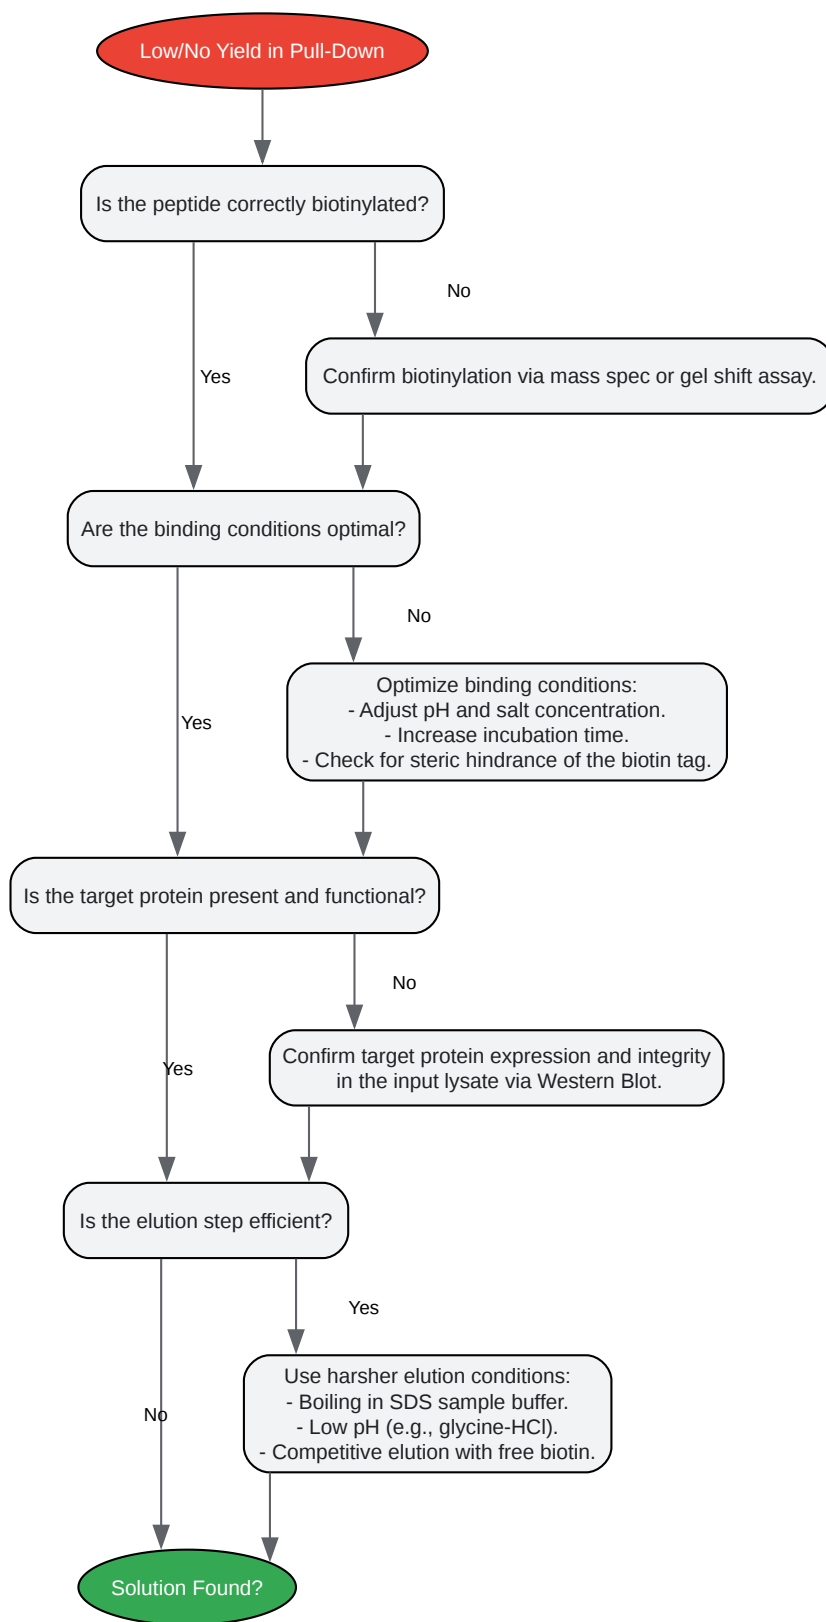 Low/No Yield in Pull-Down
Is the peptide correctly biotinylated?
No
Yes
Confirm biotinylation via mass spec or gel shift assay.
Are the binding conditions optimal?
No
Optimize binding conditions:
- Adjust pH and salt concentration.
Yes
- Increase incubation time.
- Check for steric hindrance of the biotin tag.
Is the target protein present and functional?
No
Confirm target protein expression and integrity
in the input lysate via Western Blot.
Yes
Is the elution step efficient?
Yes
Use harsher elution conditions:
- Boiling in SDS sample buffer.
No
- Low pH (e.g., glycine-HCl).
- Competitive elution with free biotin.
Solution Found?